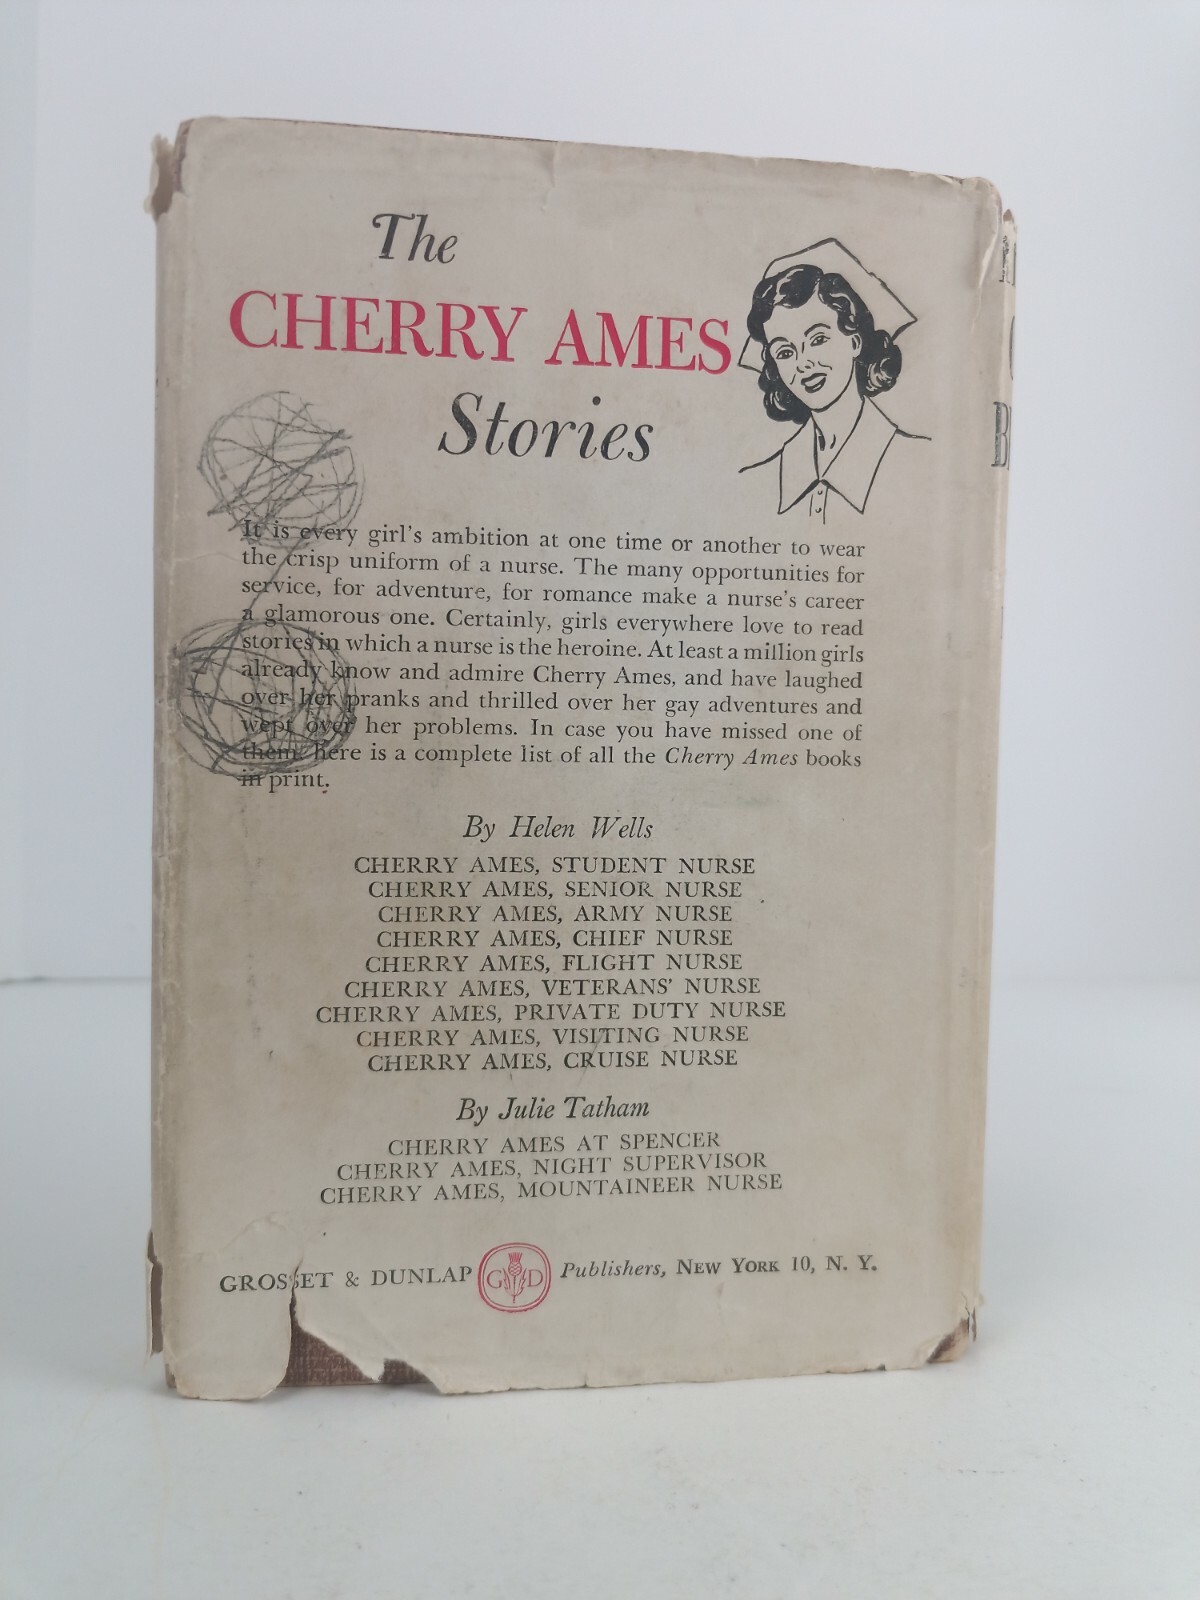 The
CHERRY AMES
Stories
It is every girl's ambition at one time or another to wear
the crisp uniform of a nurse. The many opportunities for
service, for adventure, for romance make a nurse's career
a glamorous one. Certainly, girls everywhere love to read
stories in which a nurse is the heroine. At least a million girls
already know and admire Cherry Ames, and have laughed
over her pranks and thrilled over her gay adventures and
wept over her problems. In case you have missed one of
them, here is a complete list of all the Cherry Ames books
in print.
By Helen Wells
CHERRY AMES, STUDENT NURSE
CHERRY AMES, SENIOR NURSE
CHERRY AMES, ARMY NURSE
CHERRY AMES, CHIEF NURSE
CHERRY AMES, FLIGHT NURSE
CHERRY AMES, VETERANS' NURSE
CHERRY AMES, PRIVATE DUTY NURSE
CHERRY AMES, VISITING NURSE
CHERRY AMES, CRUISE NURSE
By Julie Tatham
CHERRY AMES AT SPENCER
CHERRY AMES, NIGHT SUPERVISOR
CHERRY AMES, MOUNTAINEER NURSE
GROSSET & DUNLAP G D Publishers, NEW YORK 10, N. Y.